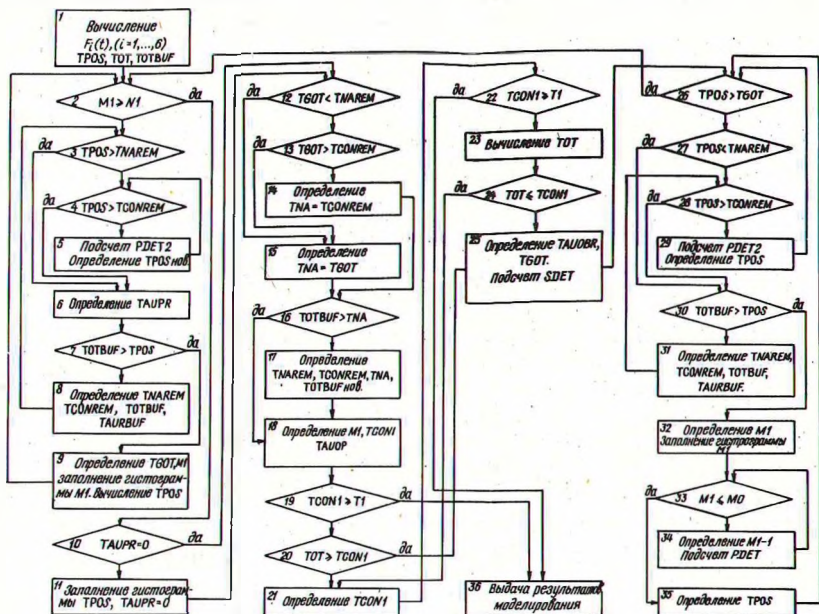 1
Вычисление
Fi(t),(i=1,...,6)
TPOS, TOT, TOTBUF
2 M1≥N1
да
да
3 TPOS>TNAREM
да
4 TPOS>TCONREM
5 Подсчет PDET2
Определение TPOSнов.
6 Определение TAUPR
7 TOTBUF>TPOS
да
8 Определение TNAREM
TCONREM, TOTBUF,
TAURBUF
9 Определение TGOT,M1
заполнение гистограм-
мы M1. Вычисление TPOS
10 TAUPR=0
да
11 Заполнение гистограм-
мы TPOS, TAUPR=0
да
12 TGOT<TNAREM
да
13 TGOT>TCONREM
14 Определение
TNA=TCONREM
15 Определение
TNA=TGOT
да
16 TOTBUF>TNA
17 Определение
TNAREM, TCONREM,TNA,
TOTBUFнов.
18 Определение M1, TCON1
TAUOP
19 TCON1≥T1
да
20 TOT≥TCON1
да
21 Определение TCON1
да
22 TCON1≥T1
23 Вычисление TOT
да
24 TOT≤TCON1
25 Определение TAUOBR,
TGOT.
Подсчет SDET
да
26 TPOS>TGOT
да
27 TPOS<TNAREM
да
28 TPOS>TCONREM
29 Подсчет PDET2
Определение TPOS
30 TOTBUF>TPOS
да
31 Определение TNAREM,
TCONREM, TOTBUF,
TAURBUF.
32 Определение M1
Заполнение гистрограммы
M1
да
33 M1≤M0
34 Определение M1-1
Подсчет PDET
35 Определение TPOS
36 Выдача результатов
моделирования